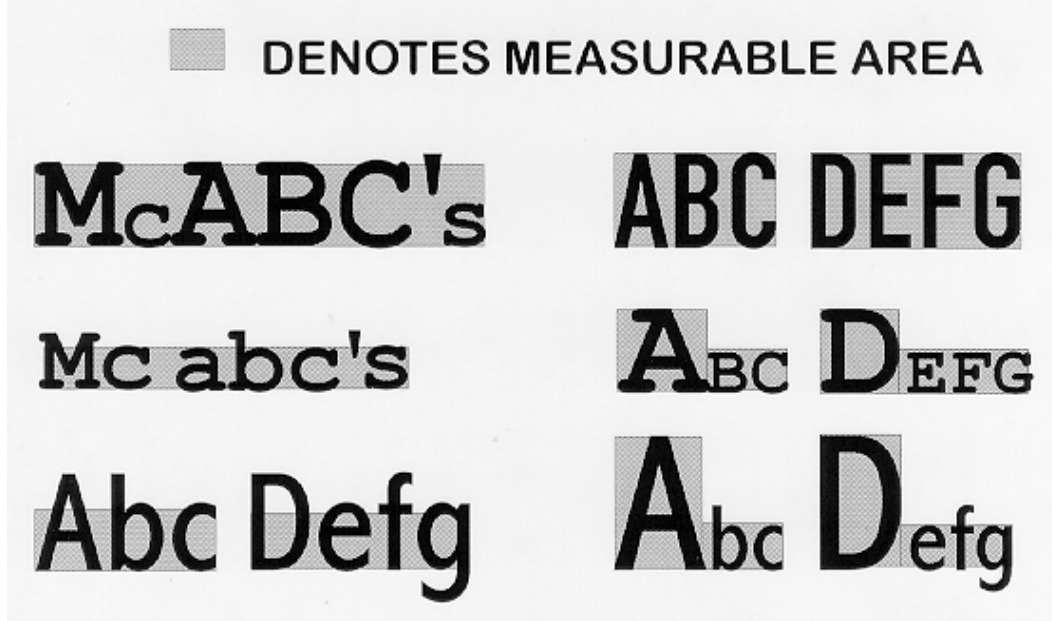 DENOTES MEASURABLE AREA
McABC's
ABC DEFG
Mc abc's
ABC DEFG
Abc Defg
Abc Defg